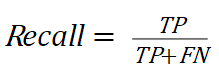 Recall = TP / TP+FN